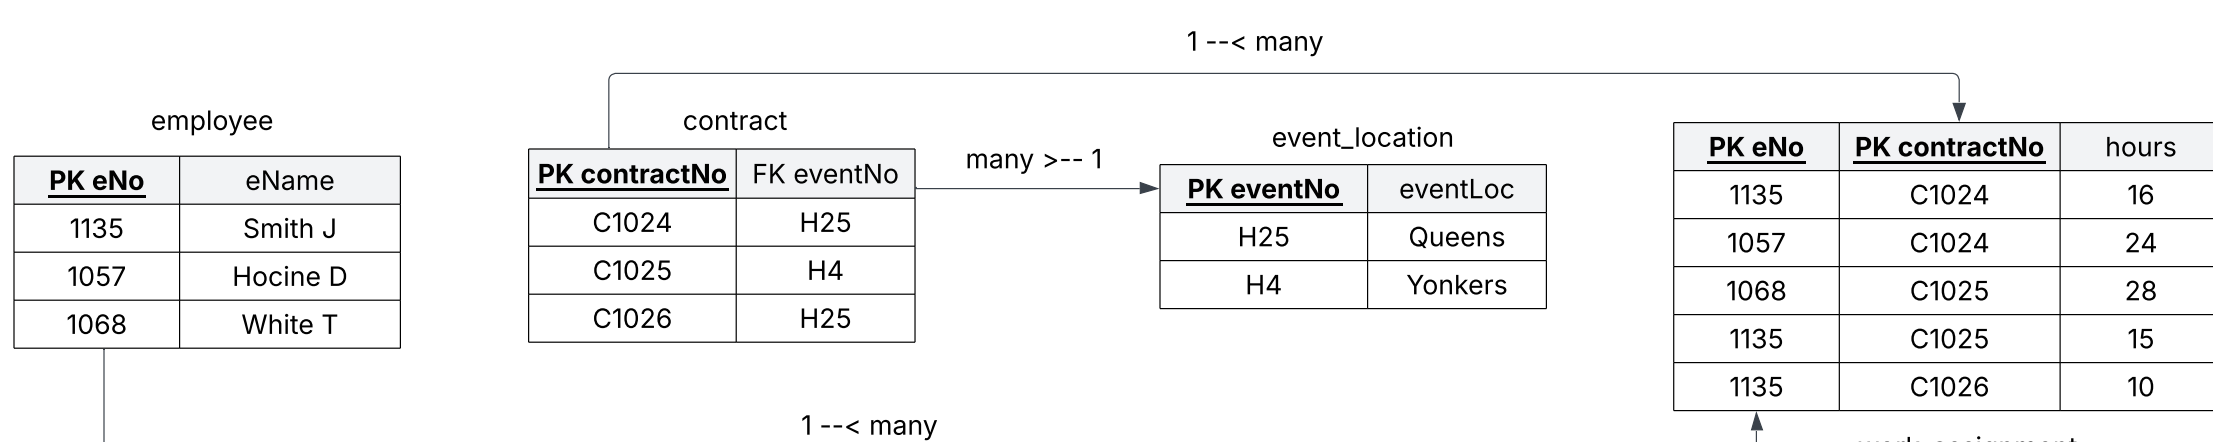 1 --< many
employee
PK eNo eName
1135 Smith J
1057 Hocine D
1068 White T
contract
PK contractNo FK eventNo
C1024 H25
C1025 H4
C1026 H25
many >-- 1
event_location
PK eventNo eventLoc
H25 Queens
H4 Yonkers
PK eNo PK contractNo hours
1135 C1024 16
1057 C1024 24
1068 C1025 28
1135 C1025 15
1135 C1026 10
1 --< many